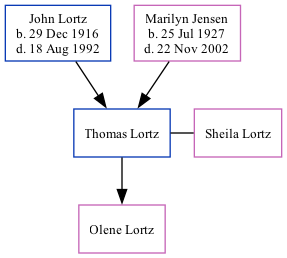 John Lortz
b. 29 Dec 1916
d. 18 Aug 1992
Marilyn Jensen
b. 25 Jul 1927
d. 22 Nov 2002
Thomas Lortz
Sheila Lortz
Olene Lortz